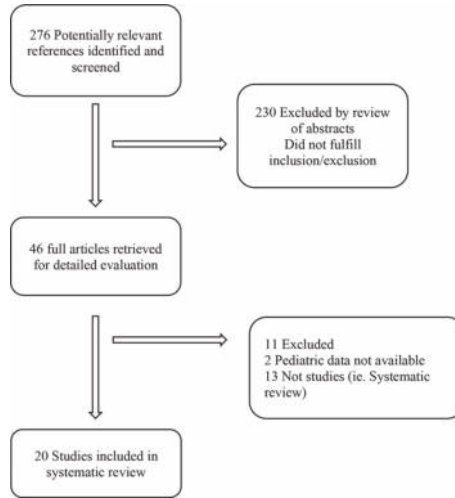 276 Potentially relevant
references identified and
screened
230 Excluded by review
of abstracts
Did not fulfill
inclusion/exclusion
46 full articles retrieved
for detailed evaluation
11 Excluded
2 Pediatric data not available
13 Not studies (ie. Systematic
review)
20 Studies included in
systematic review